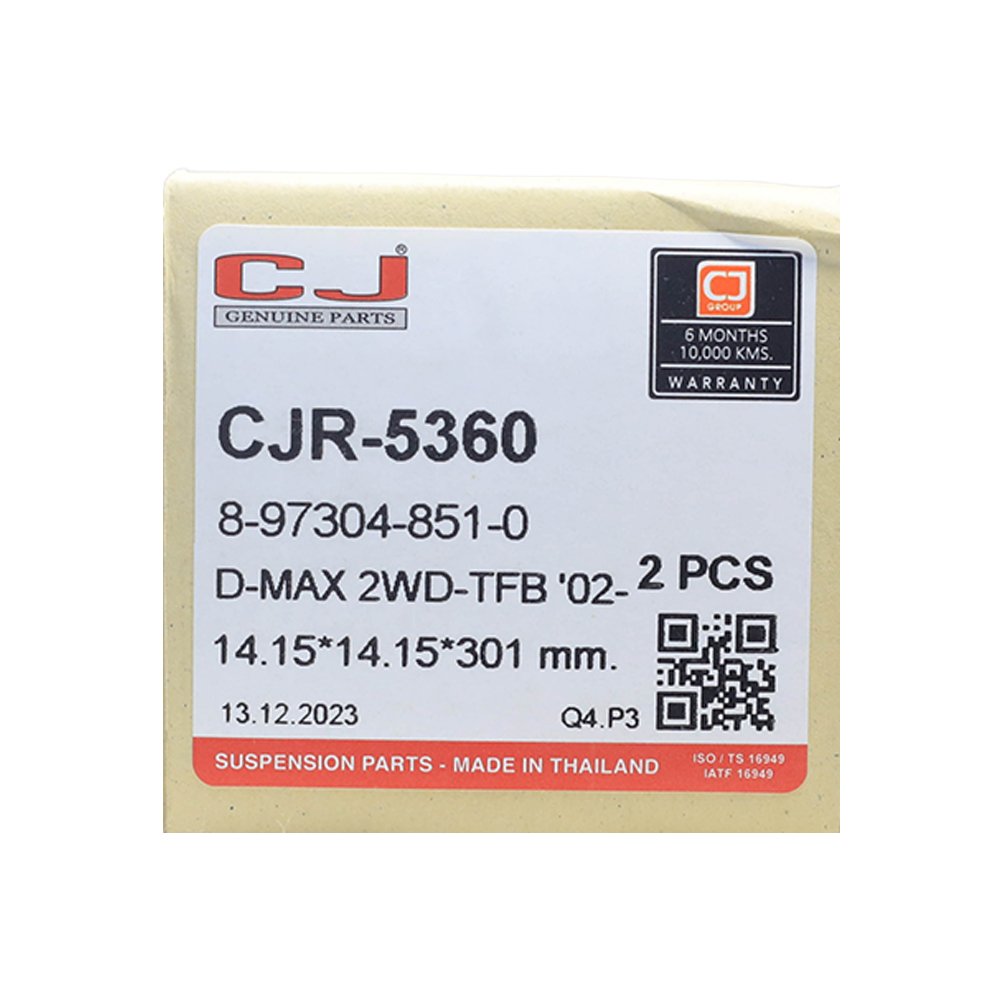 CJ®
GENUINE PARTS
CJ
GROUP
6 MONTHS
10,000 KMS.
WARRANTY
CJR-5360
8-97304-851-0
D-MAX 2WD-TFB '02-
2 PCS
14.15*14.15*301 mm.
13.12.2023
Q4.P3
SUSPENSION PARTS - MADE IN THAILAND
ISO / TS 16949
IATF 16949